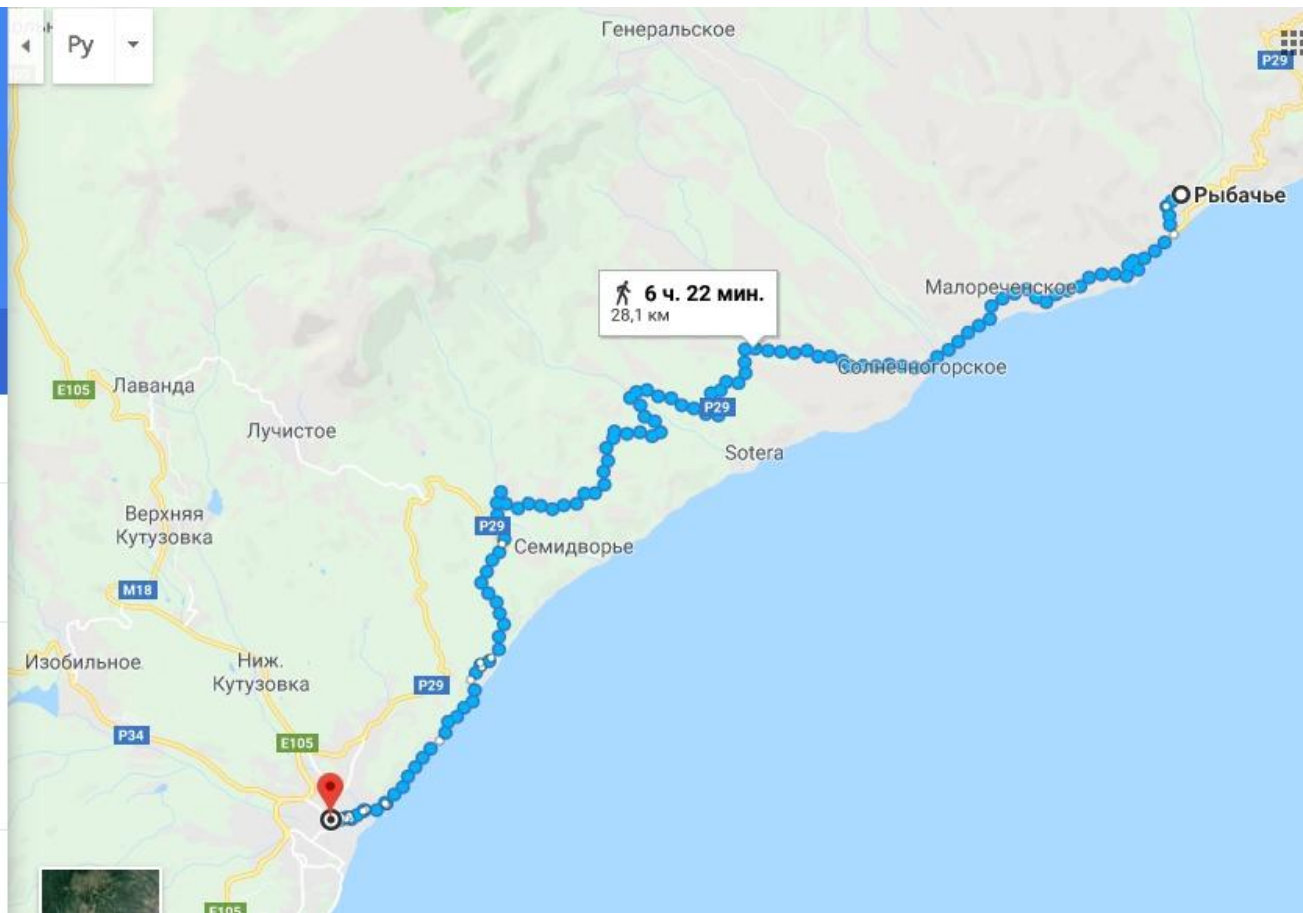 Ру
Генеральское
P29
Рыбачье
6 ч. 22 мин.
28,1 км
Малореченское
Солнечногорское
E105
Лаванда
P29
Лучистое
Sotera
Верхняя
Кутузовка
P29
Семидворье
M18
Изобильное
Ниж.
Кутузовка
P29
P34
E105
E105